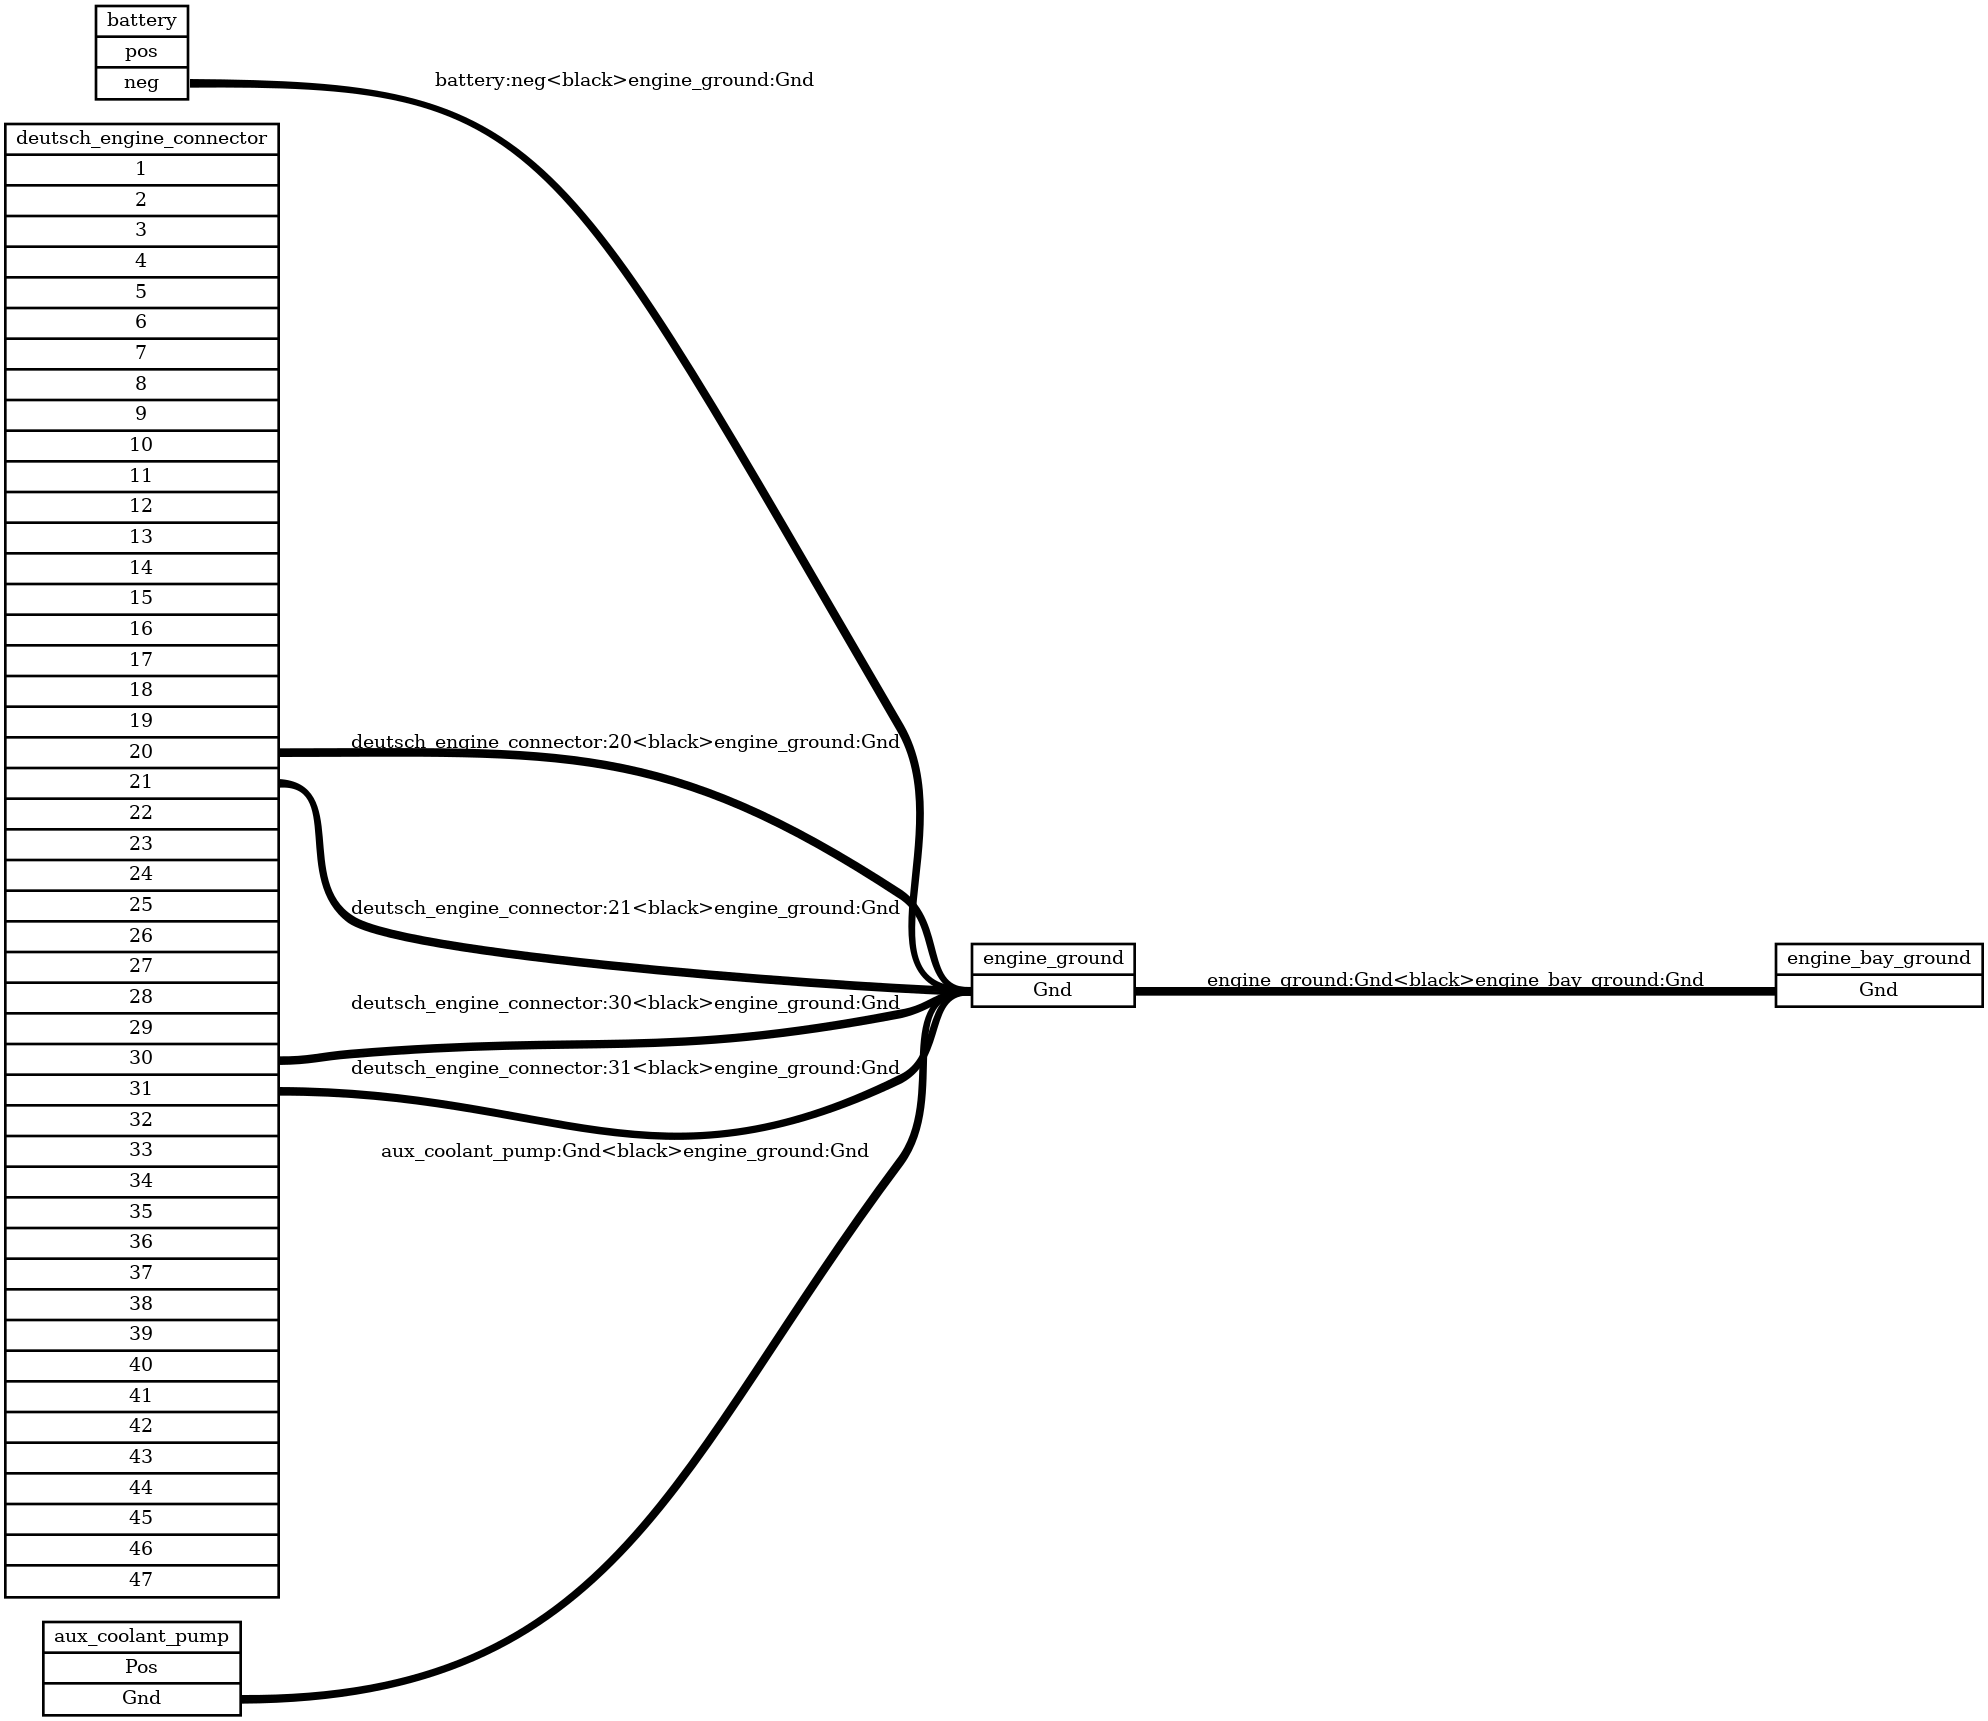 battery
pos
neg
battery:neg<black>engine_ground:Gnd
deutsch_engine_connector
1
2
3
4
5
6
7
8
9
10
11
12
13
14
15
16
17
18
19
20
21
22
23
24
25
26
27
28
29
30
31
32
33
34
35
36
37
38
39
40
41
42
43
44
45
46
47
deutsch_engine_connector:20<black>engine_ground:Gnd
deutsch_engine_connector:21<black>engine_ground:Gnd
deutsch_engine_connector:30<black>engine_ground:Gnd
deutsch_engine_connector:31<black>engine_ground:Gnd
aux_coolant_pump:Gnd<black>engine_ground:Gnd
aux_coolant_pump
Pos
Gnd
engine_ground
Gnd
engine_ground:Gnd<black>engine_bay_ground:Gnd
engine_bay_ground
Gnd